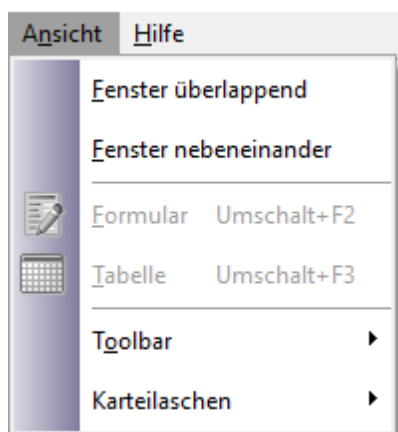 Ansicht Hilfe
Fenster überlappend
Fenster nebeneinander
Formular Umschalt+F2
Tabelle Umschalt+F3
Toolbar
Karteilaschen